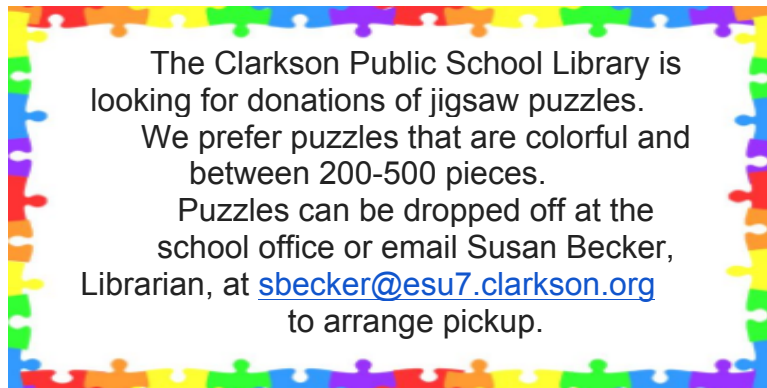 The Clarkson Public School Library is
looking for donations of jigsaw puzzles.
We prefer puzzles that are colorful and
between 200-500 pieces.
Puzzles can be dropped off at the
school office or email Susan Becker,
Librarian, at sbecker@esu7.clarkson.org
to arrange pickup.